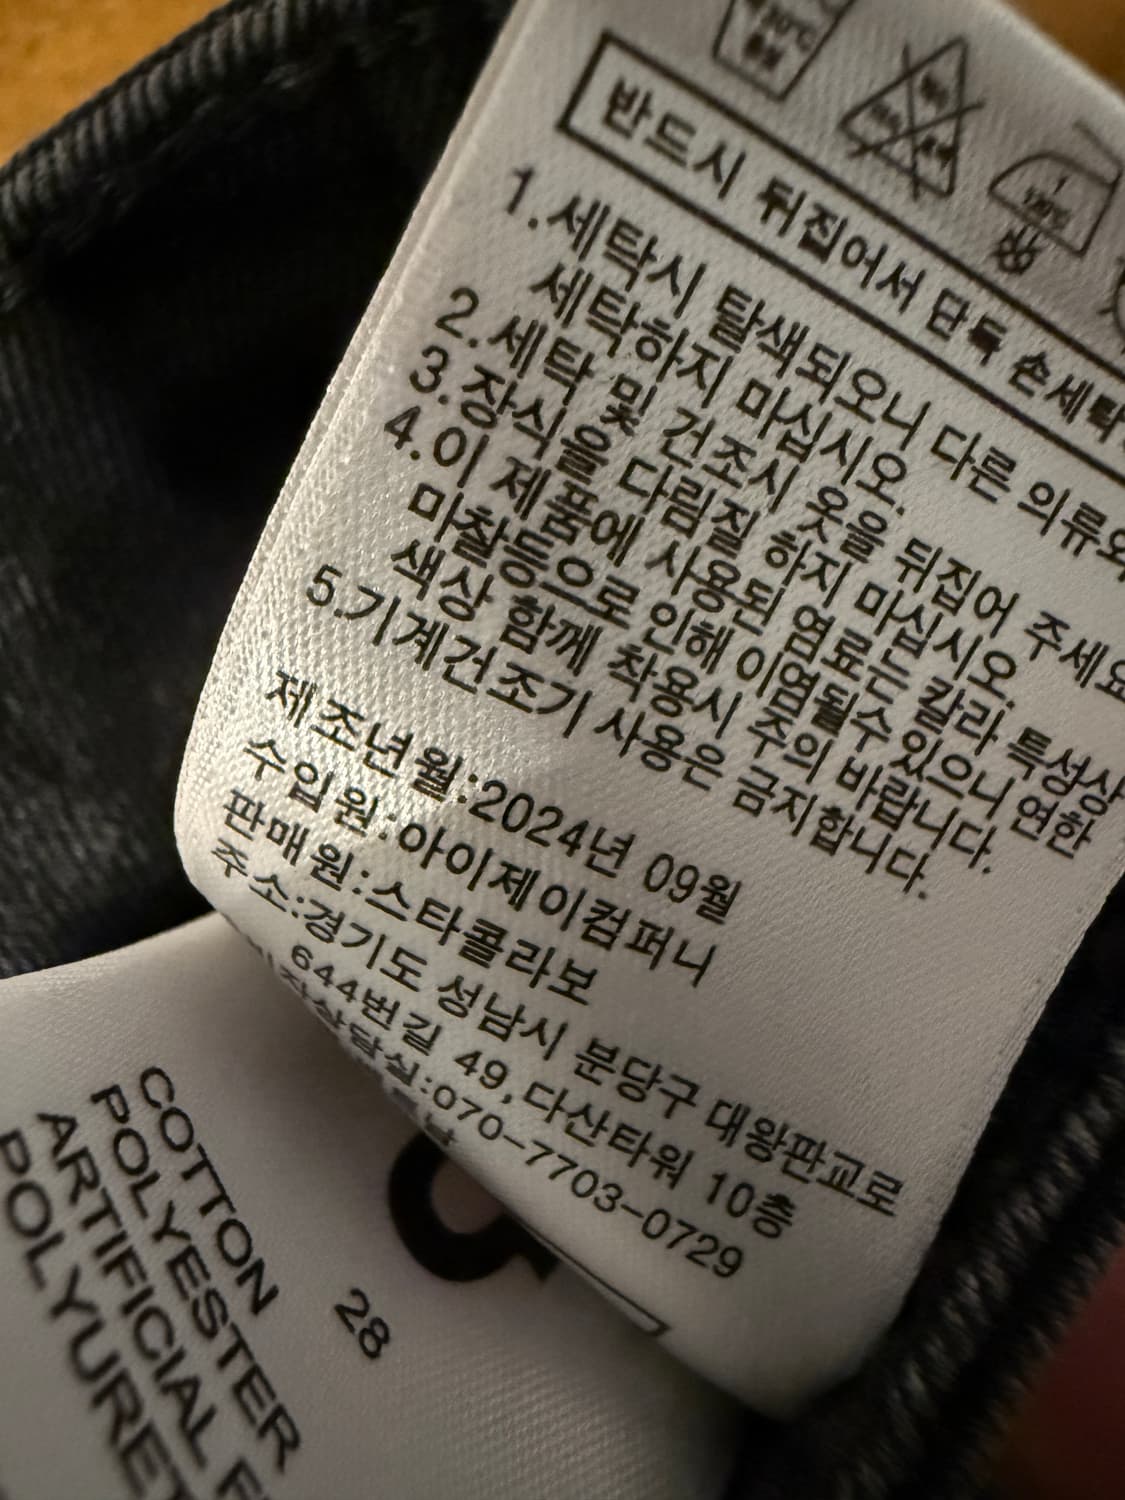 반드시 뒤집어서 단독 손세탁
1.세탁시 탈색되오니 다른 의류와
세탁하지 마십시오.
2.세탁 및 건조시 옷을 뒤집어 주세요
3.장식을 다림질 하지 마십시오.
4.이 제품에 사용된 염료는 칼라 특성상
마찰등으로 인해 이염될수 있으니 연한
색상 함께 착용시 주의 바랍니다.
5.기계건조기 사용은 금지합니다.
제조년월:2024년 09월
수입원:아이제이컴퍼니
판매원:스타콜라보
주소:경기도 성남시 분당구 대왕판교로
644번길 49,다산타워 10층
상담실:070-7703-0729
COTTON
POLYESTER
ARTIFICIAL
28